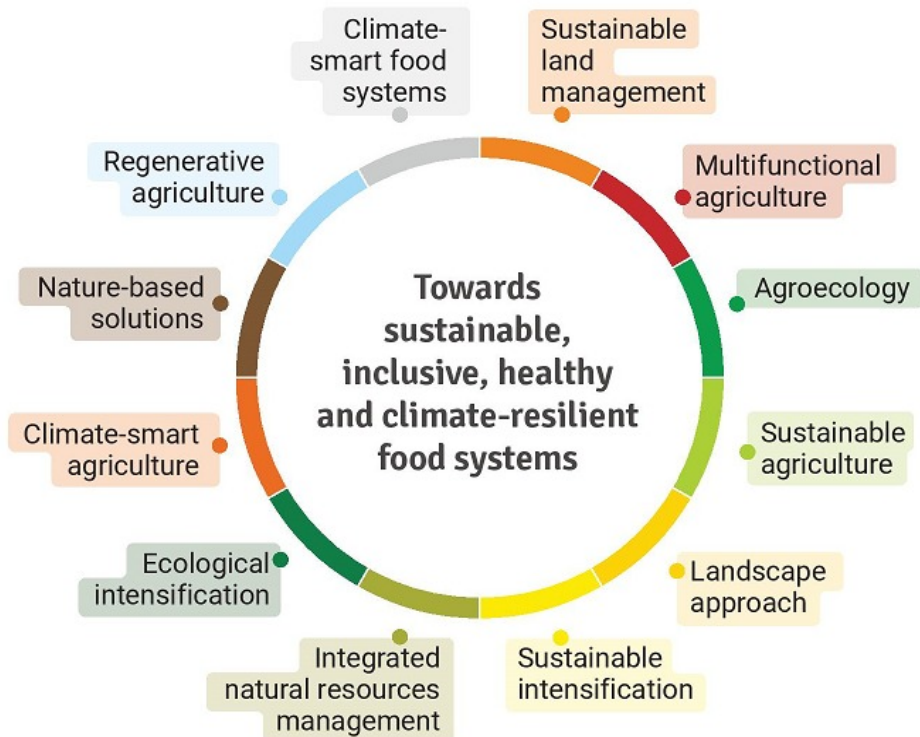 Climate-
smart food
systems
Sustainable
land
management
Multifunctional
agriculture
Agroecology
Sustainable
agriculture
Landscape
approach
Sustainable
intensification
Integrated
natural resources
management
Ecological
intensification
Climate-smart
agriculture
Nature-based
solutions
Regenerative
agriculture
Towards
sustainable,
inclusive, healthy
and climate-resilient
food systems